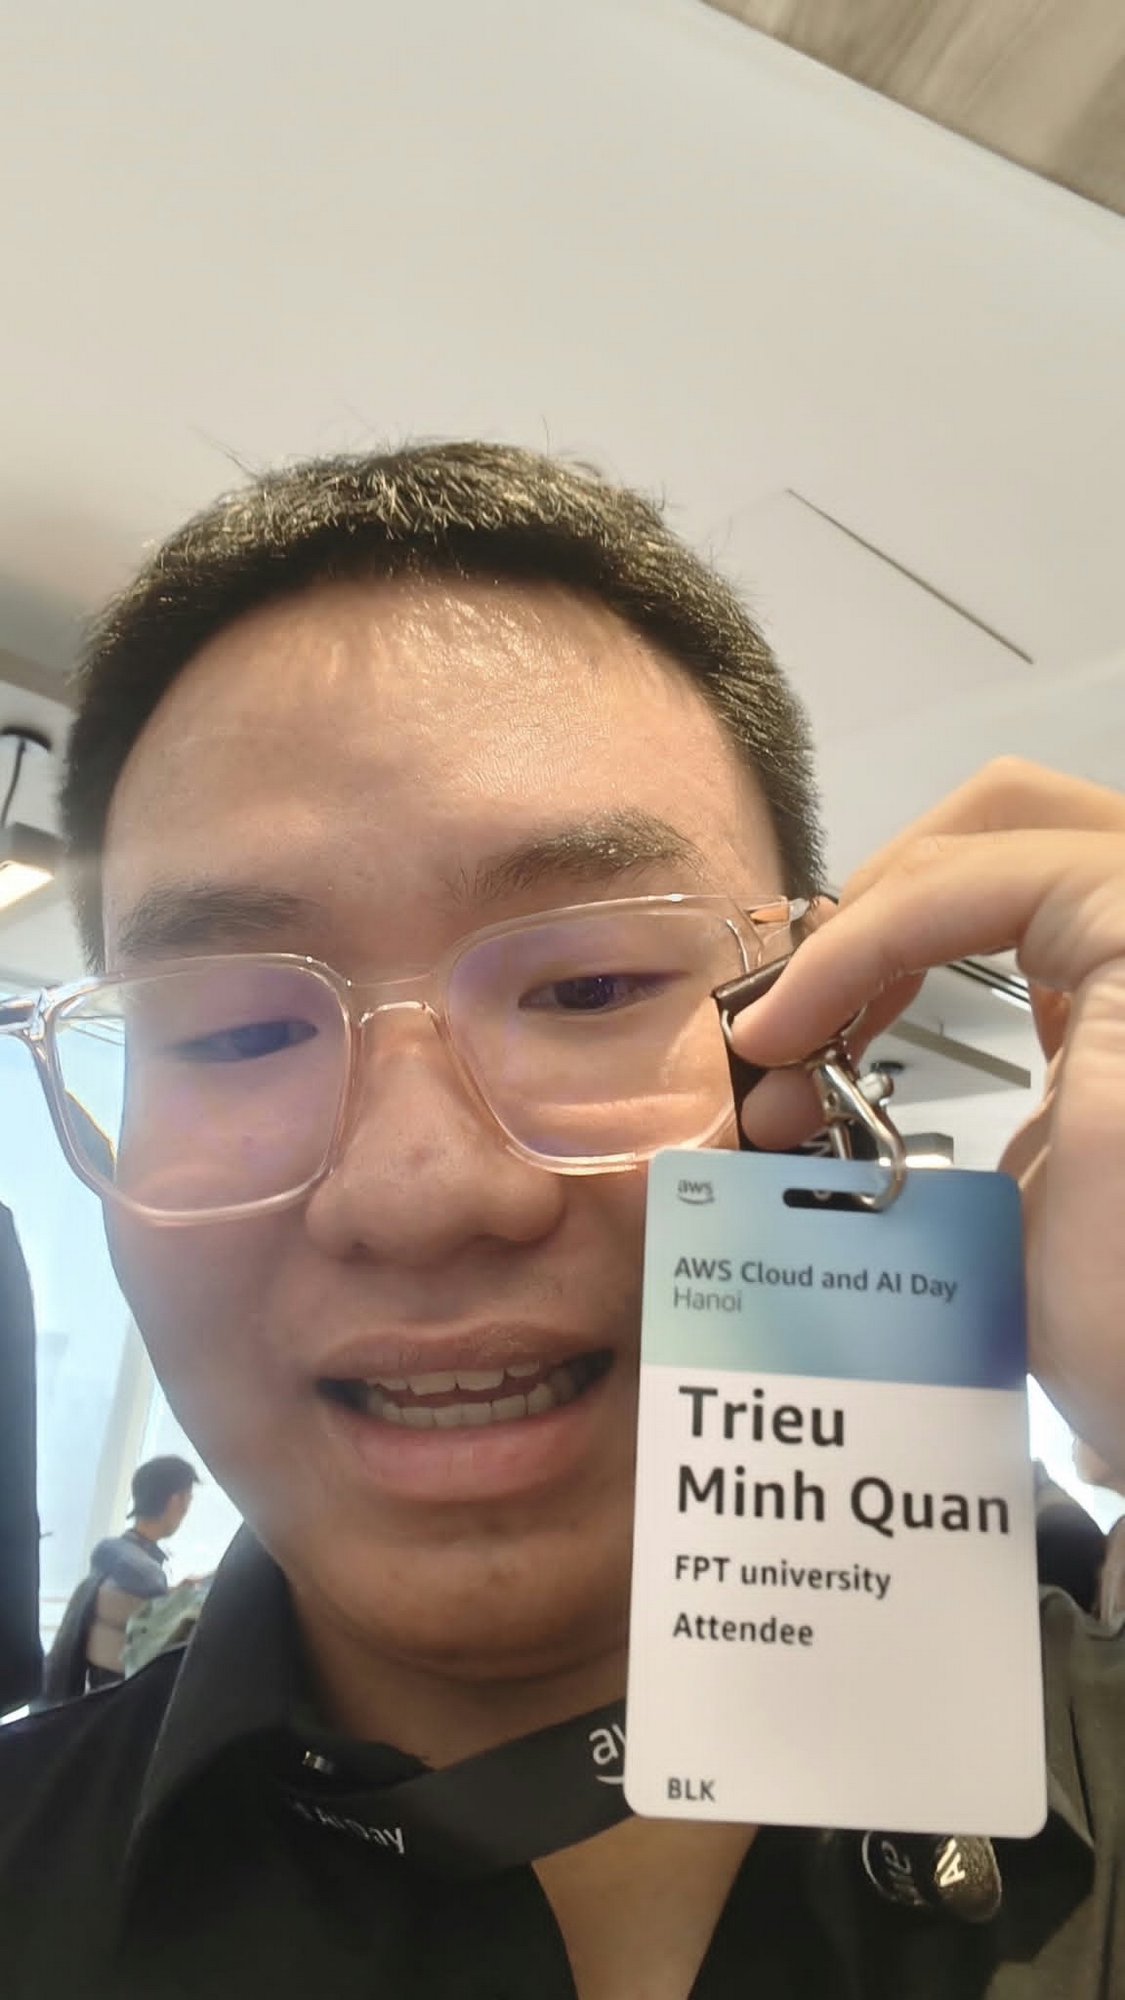 aws
AWS Cloud and AI Day
Hanoi
Trieu
Minh Quan
FPT university
Attendee
BLK